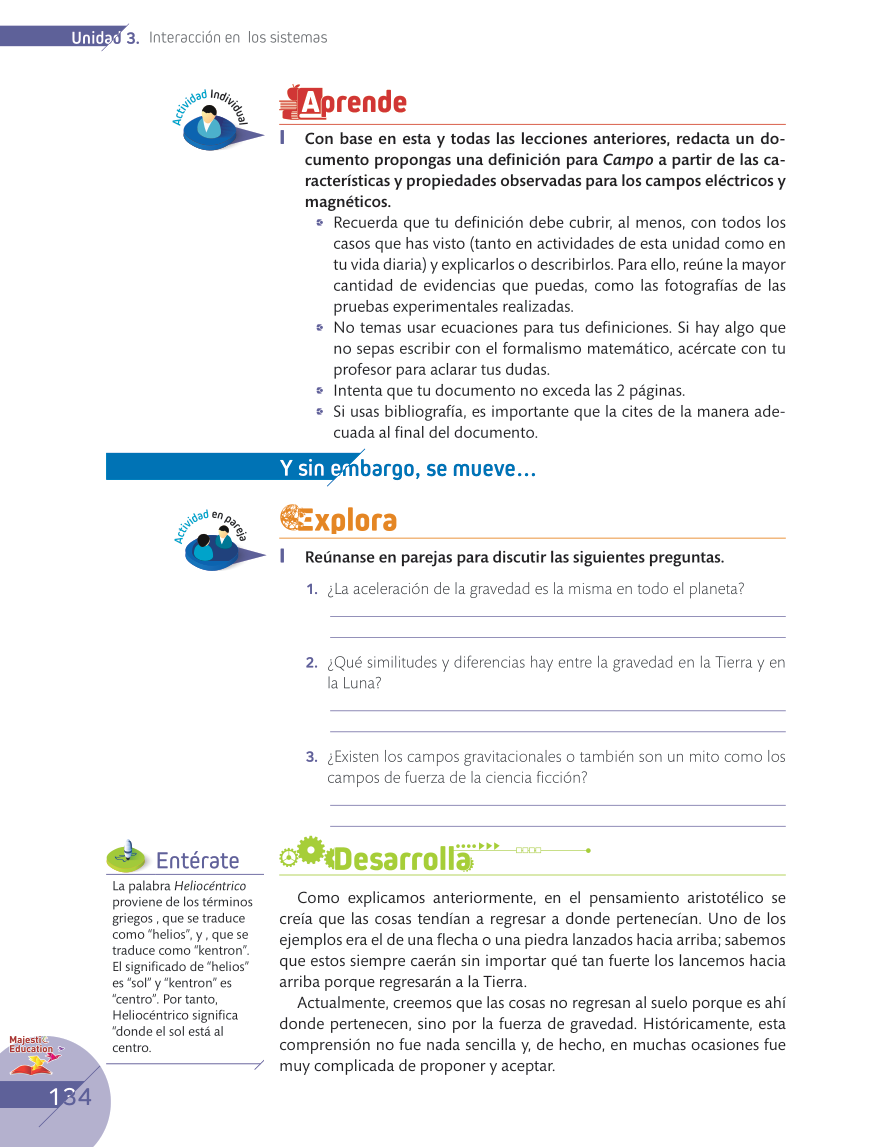 Unidad 3. Interacción en los sistemas
Actividad Individual
Aprende
Con base en esta y todas las lecciones anteriores, redacta un do-
cumento propongas una definición para Campo a partir de las ca-
racterísticas y propiedades observadas para los campos eléctricos y
magnéticos.
Recuerda que tu definición debe cubrir, al menos, con todos los
casos que has visto (tanto en actividades de esta unidad como en
tu vida diaria) y explicarlos o describirlos. Para ello, reúne la mayor
cantidad de evidencias que puedas, como las fotografías de las
pruebas experimentales realizadas.
No temas usar ecuaciones para tus definiciones. Si hay algo que
no sepas escribir con el formalismo matemático, acércate con tu
profesor para aclarar tus dudas.
Intenta que tu documento no exceda las 2 páginas.
Si usas bibliografía, es importante que la cites de la manera ade-
cuada al final del documento.
Y sin embargo, se mueve…
Actividad en pareja
Explora
Reúnanse en parejas para discutir las siguientes preguntas.
1. ¿La aceleración de la gravedad es la misma en todo el planeta?
2. ¿Qué similitudes y diferencias hay entre la gravedad en la Tierra y en
la Luna?
3. ¿Existen los campos gravitacionales o también son un mito como los
campos de fuerza de la ciencia ficción?
Desarrolla
Como explicamos anteriormente, en el pensamiento aristotélico se
creía que las cosas tendían a regresar a donde pertenecían. Uno de los
ejemplos era el de una flecha o una piedra lanzados hacia arriba; sabemos
que estos siempre caerán sin importar qué tan fuerte los lancemos hacia
arriba porque regresarán a la Tierra.
Actualmente, creemos que las cosas no regresan al suelo porque es ahí
donde pertenecen, sino por la fuerza de gravedad. Históricamente, esta
comprensión no fue nada sencilla y, de hecho, en muchas ocasiones fue
muy complicada de proponer y aceptar.
Entérate
La palabra Heliocéntrico
proviene de los términos
griegos , que se traduce
como "helios", y , que se
traduce como "kentron".
El significado de "helios"
es "sol" y "kentron" es
"centro". Por tanto,
Heliocéntrico significa
"donde el sol está al
centro.
Majestic
Education
134